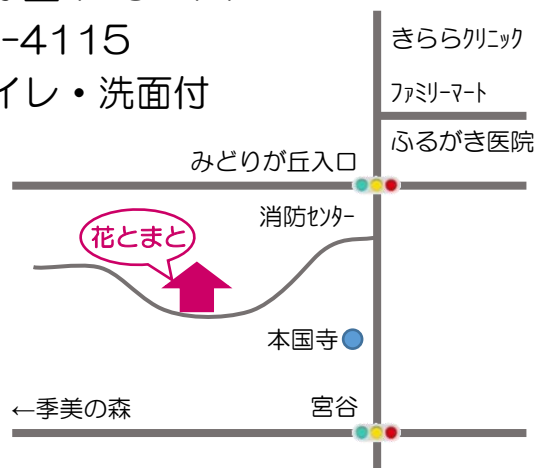 -4115
イレ・洗面付
きららｸﾘﾆｯｸ
ﾌｧﾐﾘｰﾏｰﾄ
ふるがき医院
みどりが丘入口
消防ｾﾝﾀｰ
花とまと
本国寺
←季美の森
宮谷